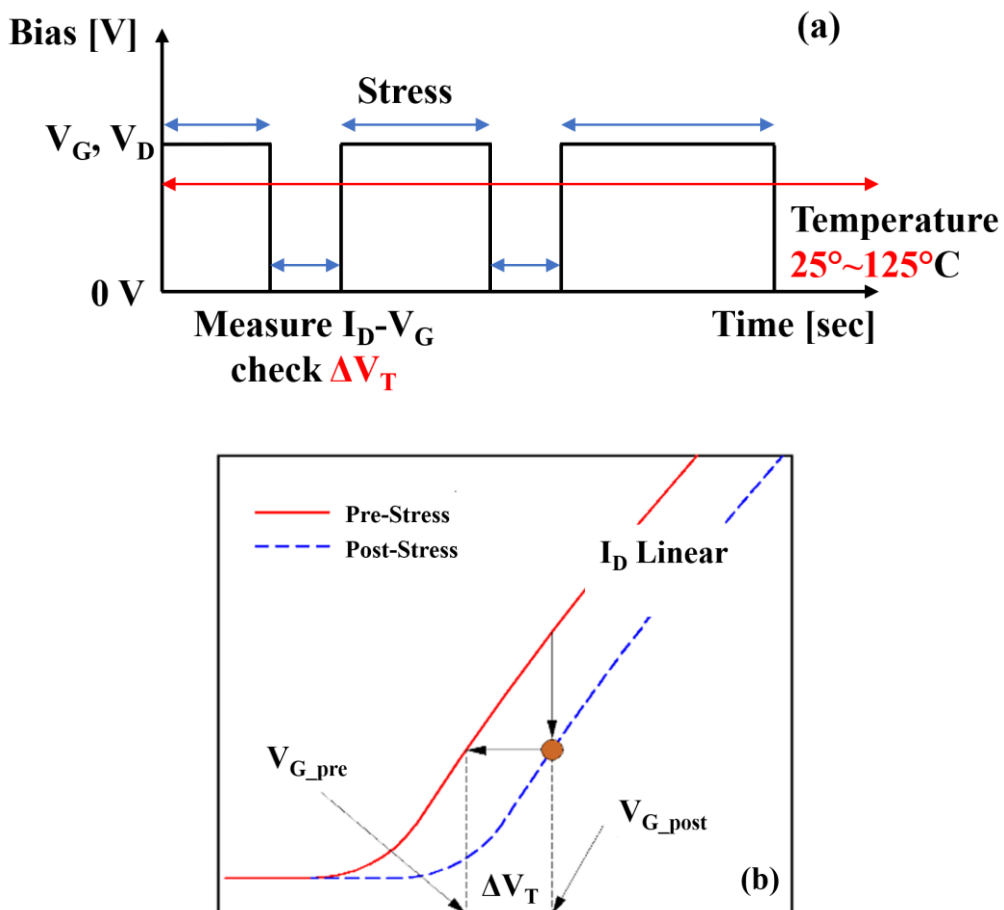 Bias [V]
(a)
Stress
V_G, V_D
Temperature
25°~125°C
0 V
Measure I_D-V_G
Time [sec]
check ΔV_T
Pre-Stress
Post-Stress
I_D Linear
V_G_pre
V_G_post
ΔV_T
(b)